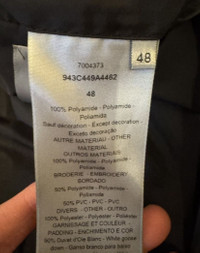 48
7004373
943C449A4462
48
100% Polyamide - Polyamide
Poliamida
Sauf décoration - Except decoration -
Excepto decoração
AUTRE MATERIAU - OTHER
MATERIAL
OUTROS MATERIAIS
100% Polyamide - Polyamide -
Poliamida
BRODERIE - EMBROIDERY
BORDADO
50% Polyamide - Polyamide -
Poliamida
50% PVC - PVC - PVC
DIVERS - OTHER - OUTRO
100% Polyester - Polyester - Poliéster
GARNISSAGE ET COULEUR -
PADDING - ENCHIMENTO E COR
90% Duvet d'Oie Blanc - White goose
down - Ganso branco para baixo